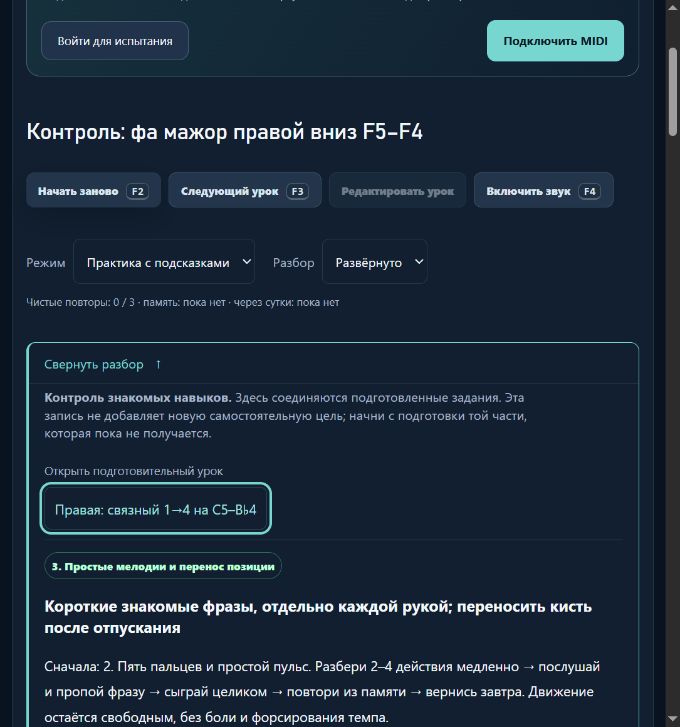 Войти для испытания
Подключить MIDI
Контроль: фа мажор правой вниз F5–F4
Начать заново F2
Следующий урок F3
Редактировать урок
Включить звук F4
Режим
Практика с подсказками
Разбор
Развёрнуто
Чистые повторы: 0 / 3 · память: пока нет · через сутки: пока нет
Свернуть разбор ↑
Контроль знакомых навыков. Здесь соединяются подготовленные задания. Эта
запись не добавляет новую самостоятельную цель; начни с подготовки той части,
которая пока не получается.
Открыть подготовительный урок
Правая: связный 1→4 на C5–B♭4
3. Простые мелодии и перенос позиции
Короткие знакомые фразы, отдельно каждой рукой; переносить кисть
после отпускания
Сначала: 2. Пять пальцев и простой пульс. Разбери 2–4 действия медленно → послушай
и пропой фразу → сыграй целиком → повтори из памяти → вернись завтра. Движение
остаётся свободным, без боли и форсирования темпа.